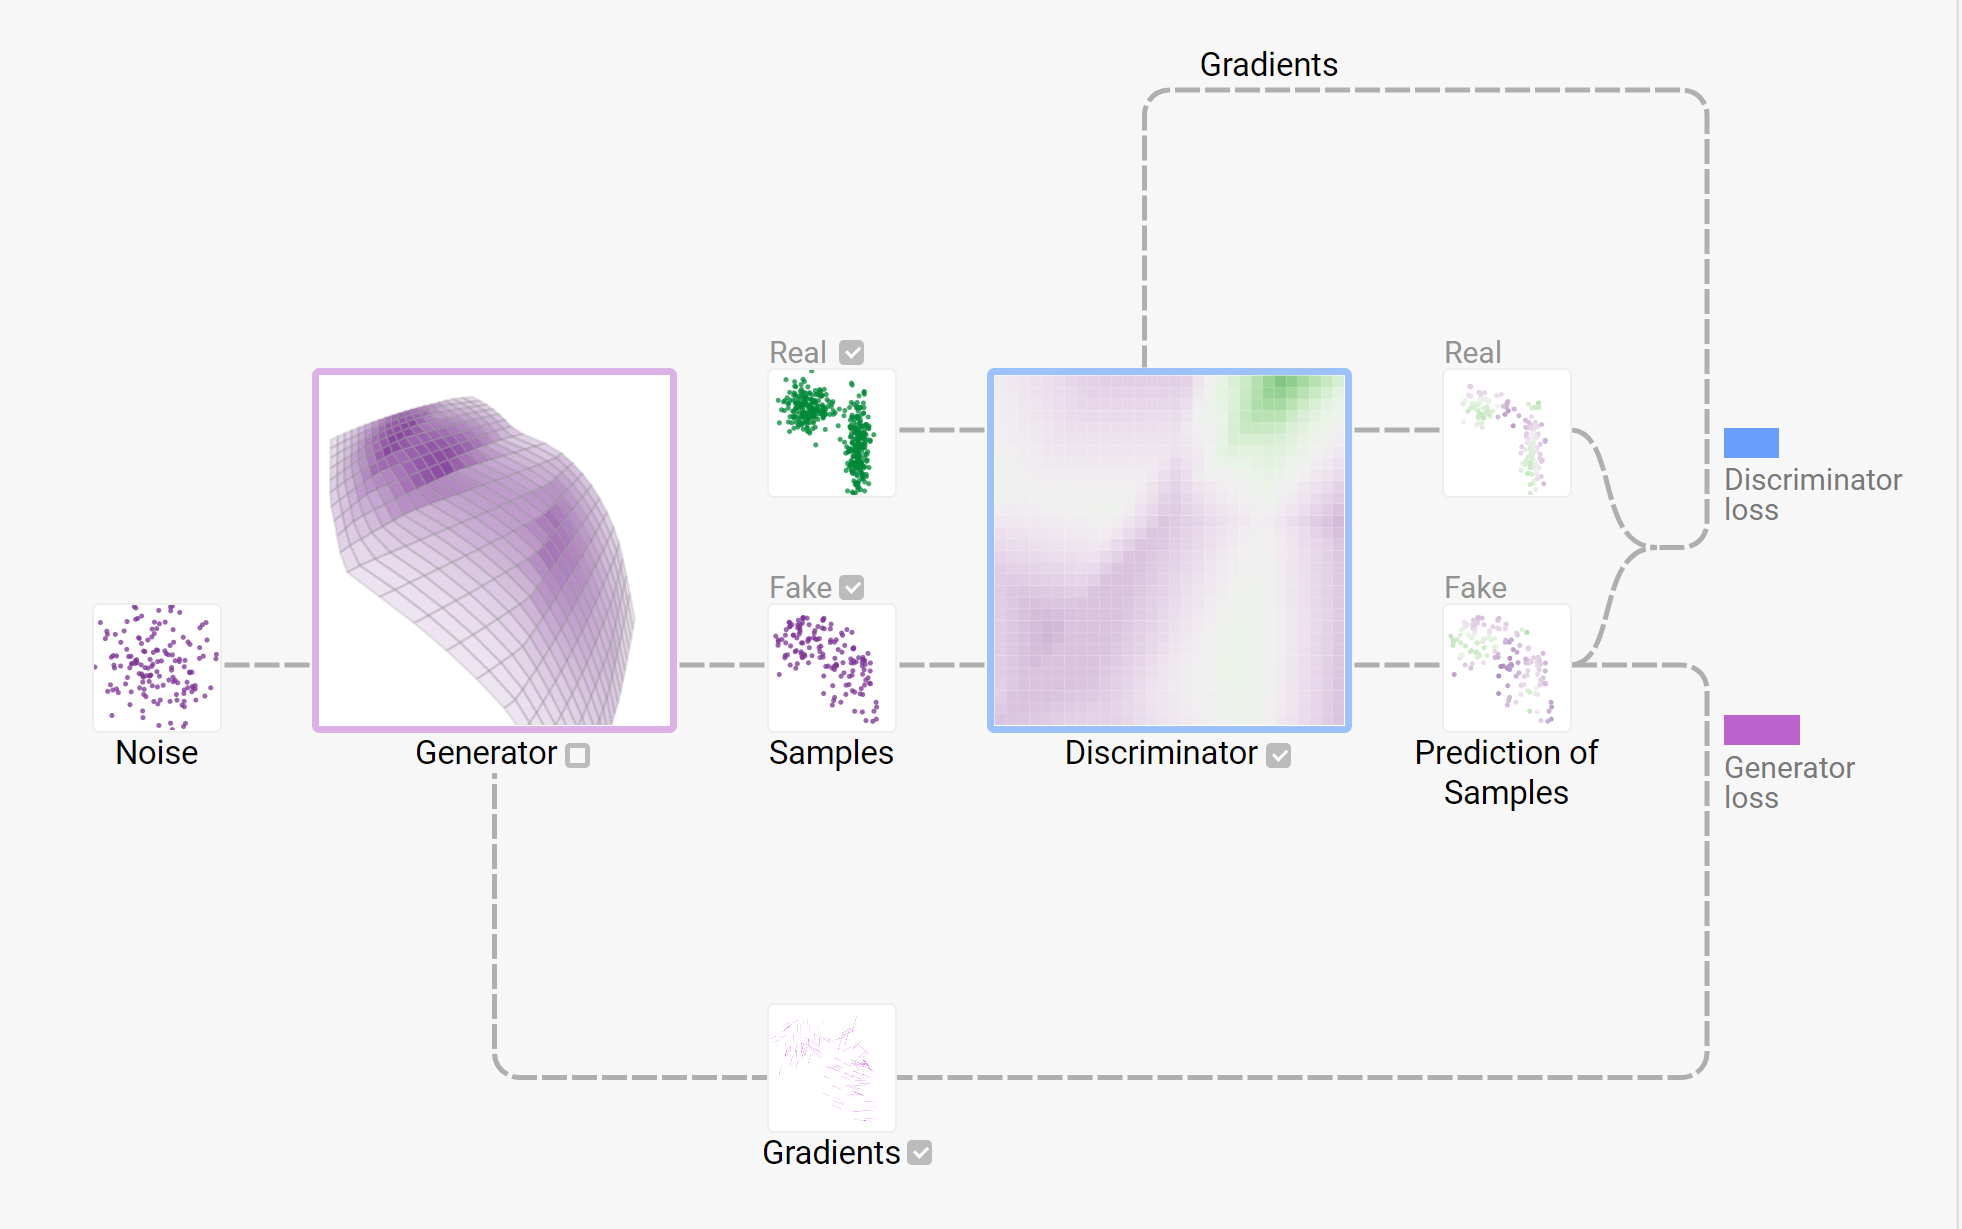 Gradients
Real
Real
Discriminator
loss
Fake
Fake
Noise
Generator
Samples
Discriminator
Prediction of
Samples
Generator
loss
Gradients